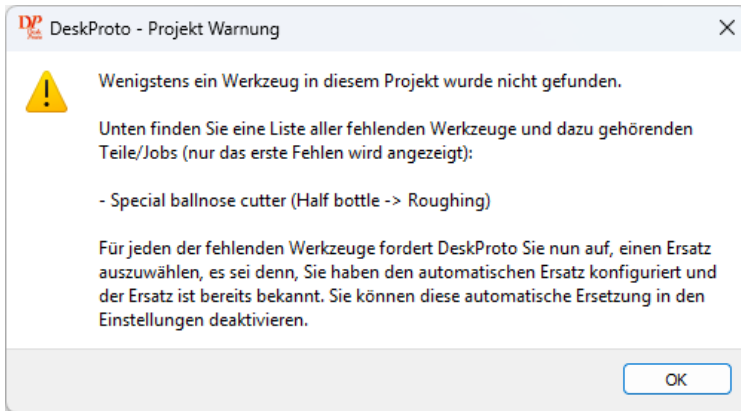 DP
DeskProto - Projekt Warnung
Wenigstens ein Werkzeug in diesem Projekt wurde nicht gefunden.
Unten finden Sie eine Liste aller fehlenden Werkzeuge und dazu gehörenden
Teile/Jobs (nur das erste Fehlen wird angezeigt):
- Special ballnose cutter (Half bottle -> Roughing)
Für jeden der fehlenden Werkzeuge fordert DeskProto Sie nun auf, einen Ersatz
auszuwählen, es sei denn, Sie haben den automatischen Ersatz konfiguriert und
der Ersatz ist bereits bekannt. Sie können diese automatische Ersetzung in den
Einstellungen deaktivieren.
OK